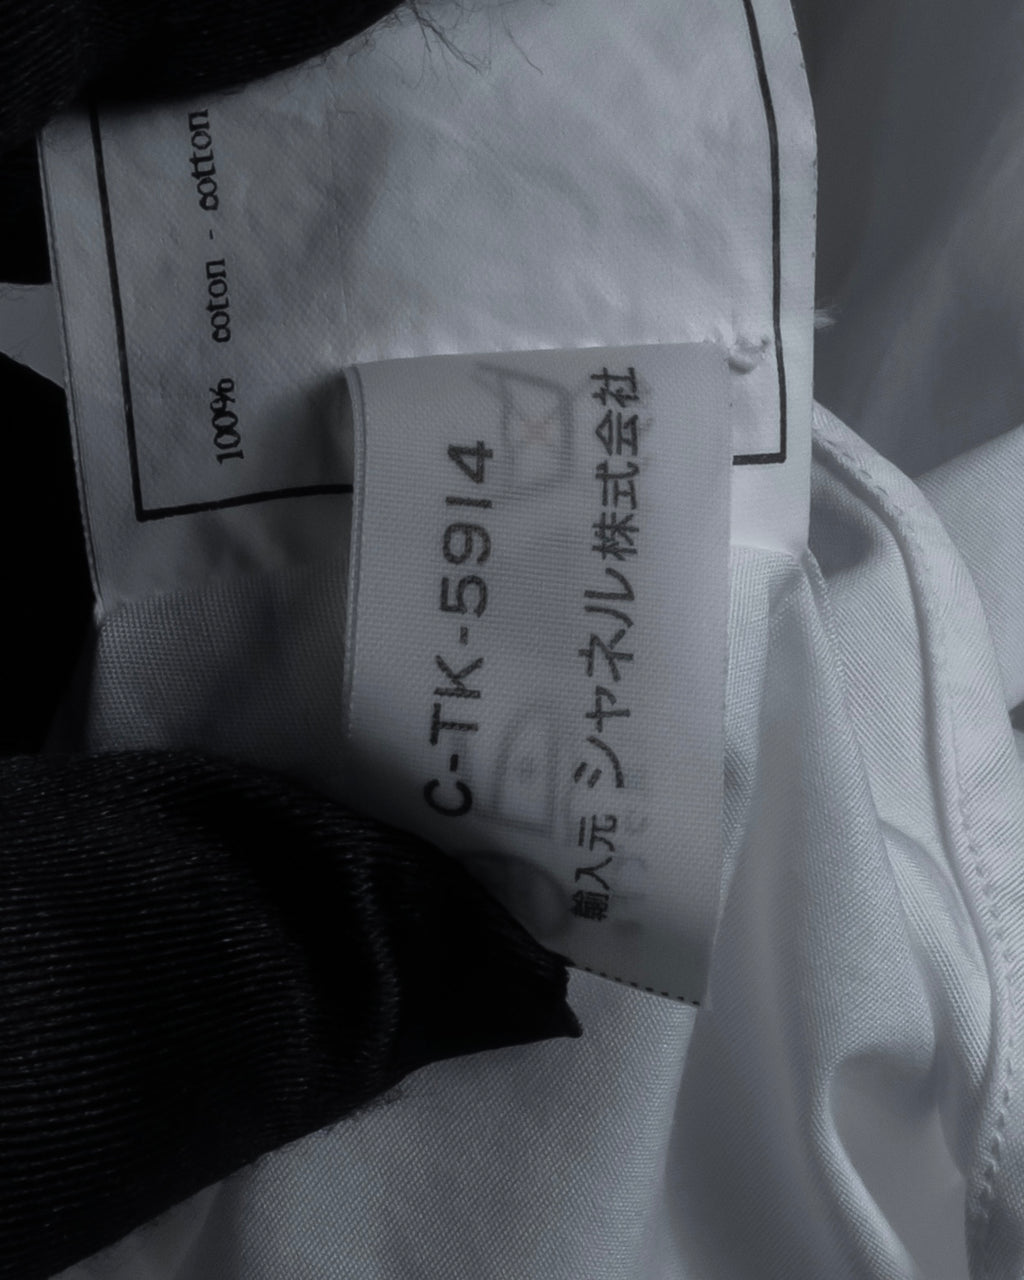 100% coton - cotton
C-TK-5914
輸入元 シャネル株式会社